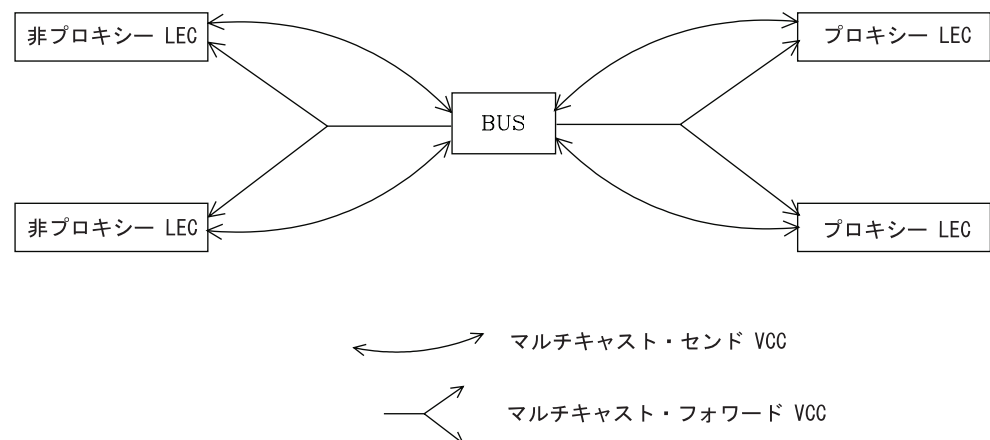 非プロキシー LEC
プロキシー LEC
BUS
非プロキシー LEC
プロキシー LEC
マルチキャスト・センド VCC
マルチキャスト・フォワード VCC